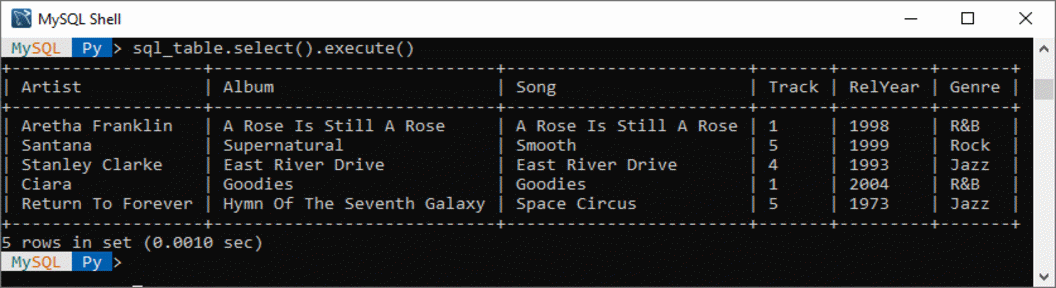 MySQL Shell
MySQL Py > sql_table.select().execute()
+------------------+---------------------------+----------------------+-------+---------+-------+
| Artist           | Album                     | Song                 | Track | RelYear | Genre |
+------------------+---------------------------+----------------------+-------+---------+-------+
| Aretha Franklin  | A Rose Is Still A Rose    | A Rose Is Still A Rose | 1     | 1998    | R&B   |
| Santana          | Supernatural              | Smooth               | 5     | 1999    | Rock  |
| Stanley Clarke   | East River Drive          | East River Drive     | 4     | 1993    | Jazz  |
| Ciara            | Goodies                   | Goodies              | 1     | 2004    | R&B   |
| Return To Forever | Hymn Of The Seventh Galaxy | Space Circus         | 5     | 1973    | Jazz  |
+------------------+---------------------------+----------------------+-------+---------+-------+
5 rows in set (0.0010 sec)
MySQL Py >